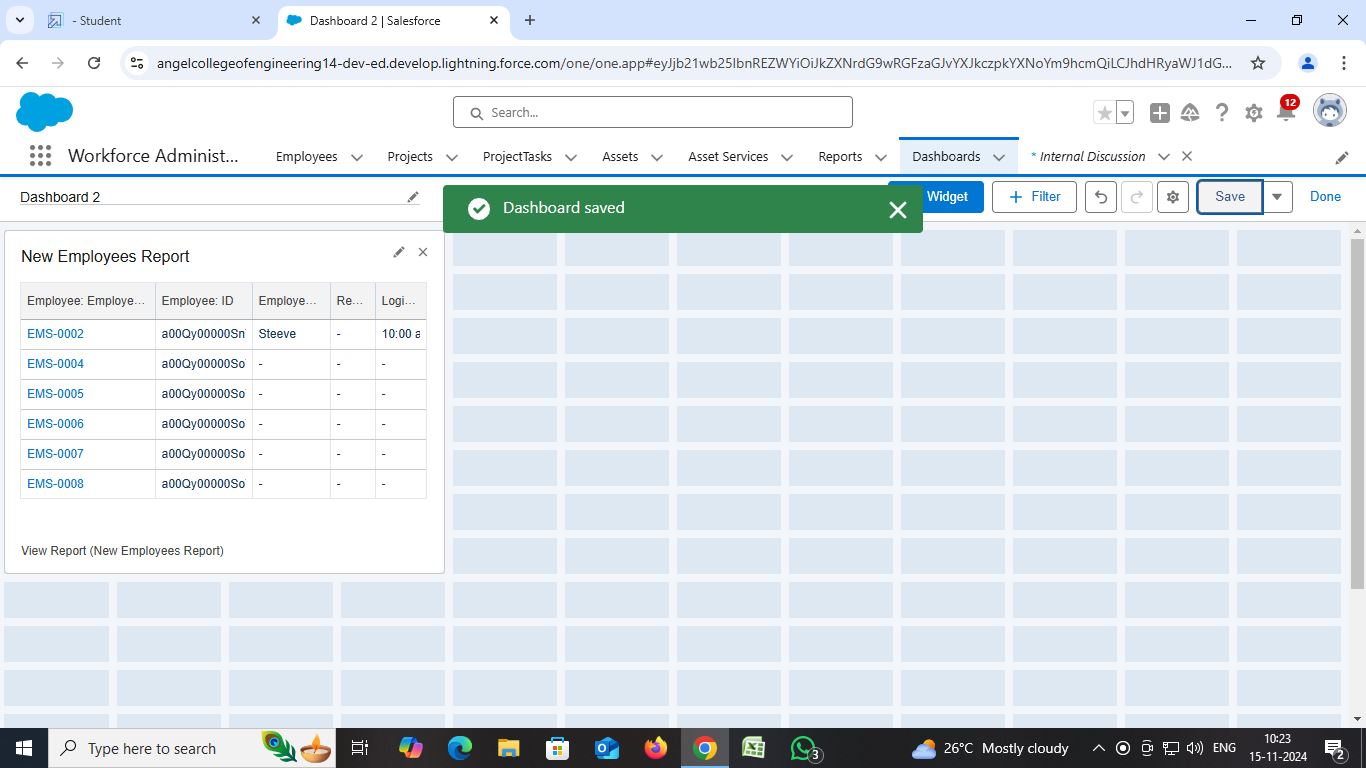 - Student
Dashboard 2 | Salesforce
angelcollegeofengineering14-dev-ed.develop.lightning.force.com/one/one.app#eyJjb21wb25lbnREZWYiOiJkZXNrdG9wRGFzaGJvYXJkczpkYXNoYm9hcmQiLCJhdHRyaWJ1dG...
Search...
12
Workforce Administ...
Employees
Projects
ProjectTasks
Assets
Asset Services
Reports
Dashboards
* Internal Discussion
Dashboard 2
Widget
+ Filter
Save
Done
Dashboard saved
New Employees Report
Employee: Employe... Employee: ID Employe... Re... Logi...
EMS-0002 a00Qy00000Sn Steeve - 10:00 a
EMS-0004 a00Qy00000So - - -
EMS-0005 a00Qy00000So - - -
EMS-0006 a00Qy00000So - - -
EMS-0007 a00Qy00000So - - -
EMS-0008 a00Qy00000So - - -
View Report (New Employees Report)
Type here to search
3
26°C Mostly cloudy
ENG
10:23
15-11-2024
2